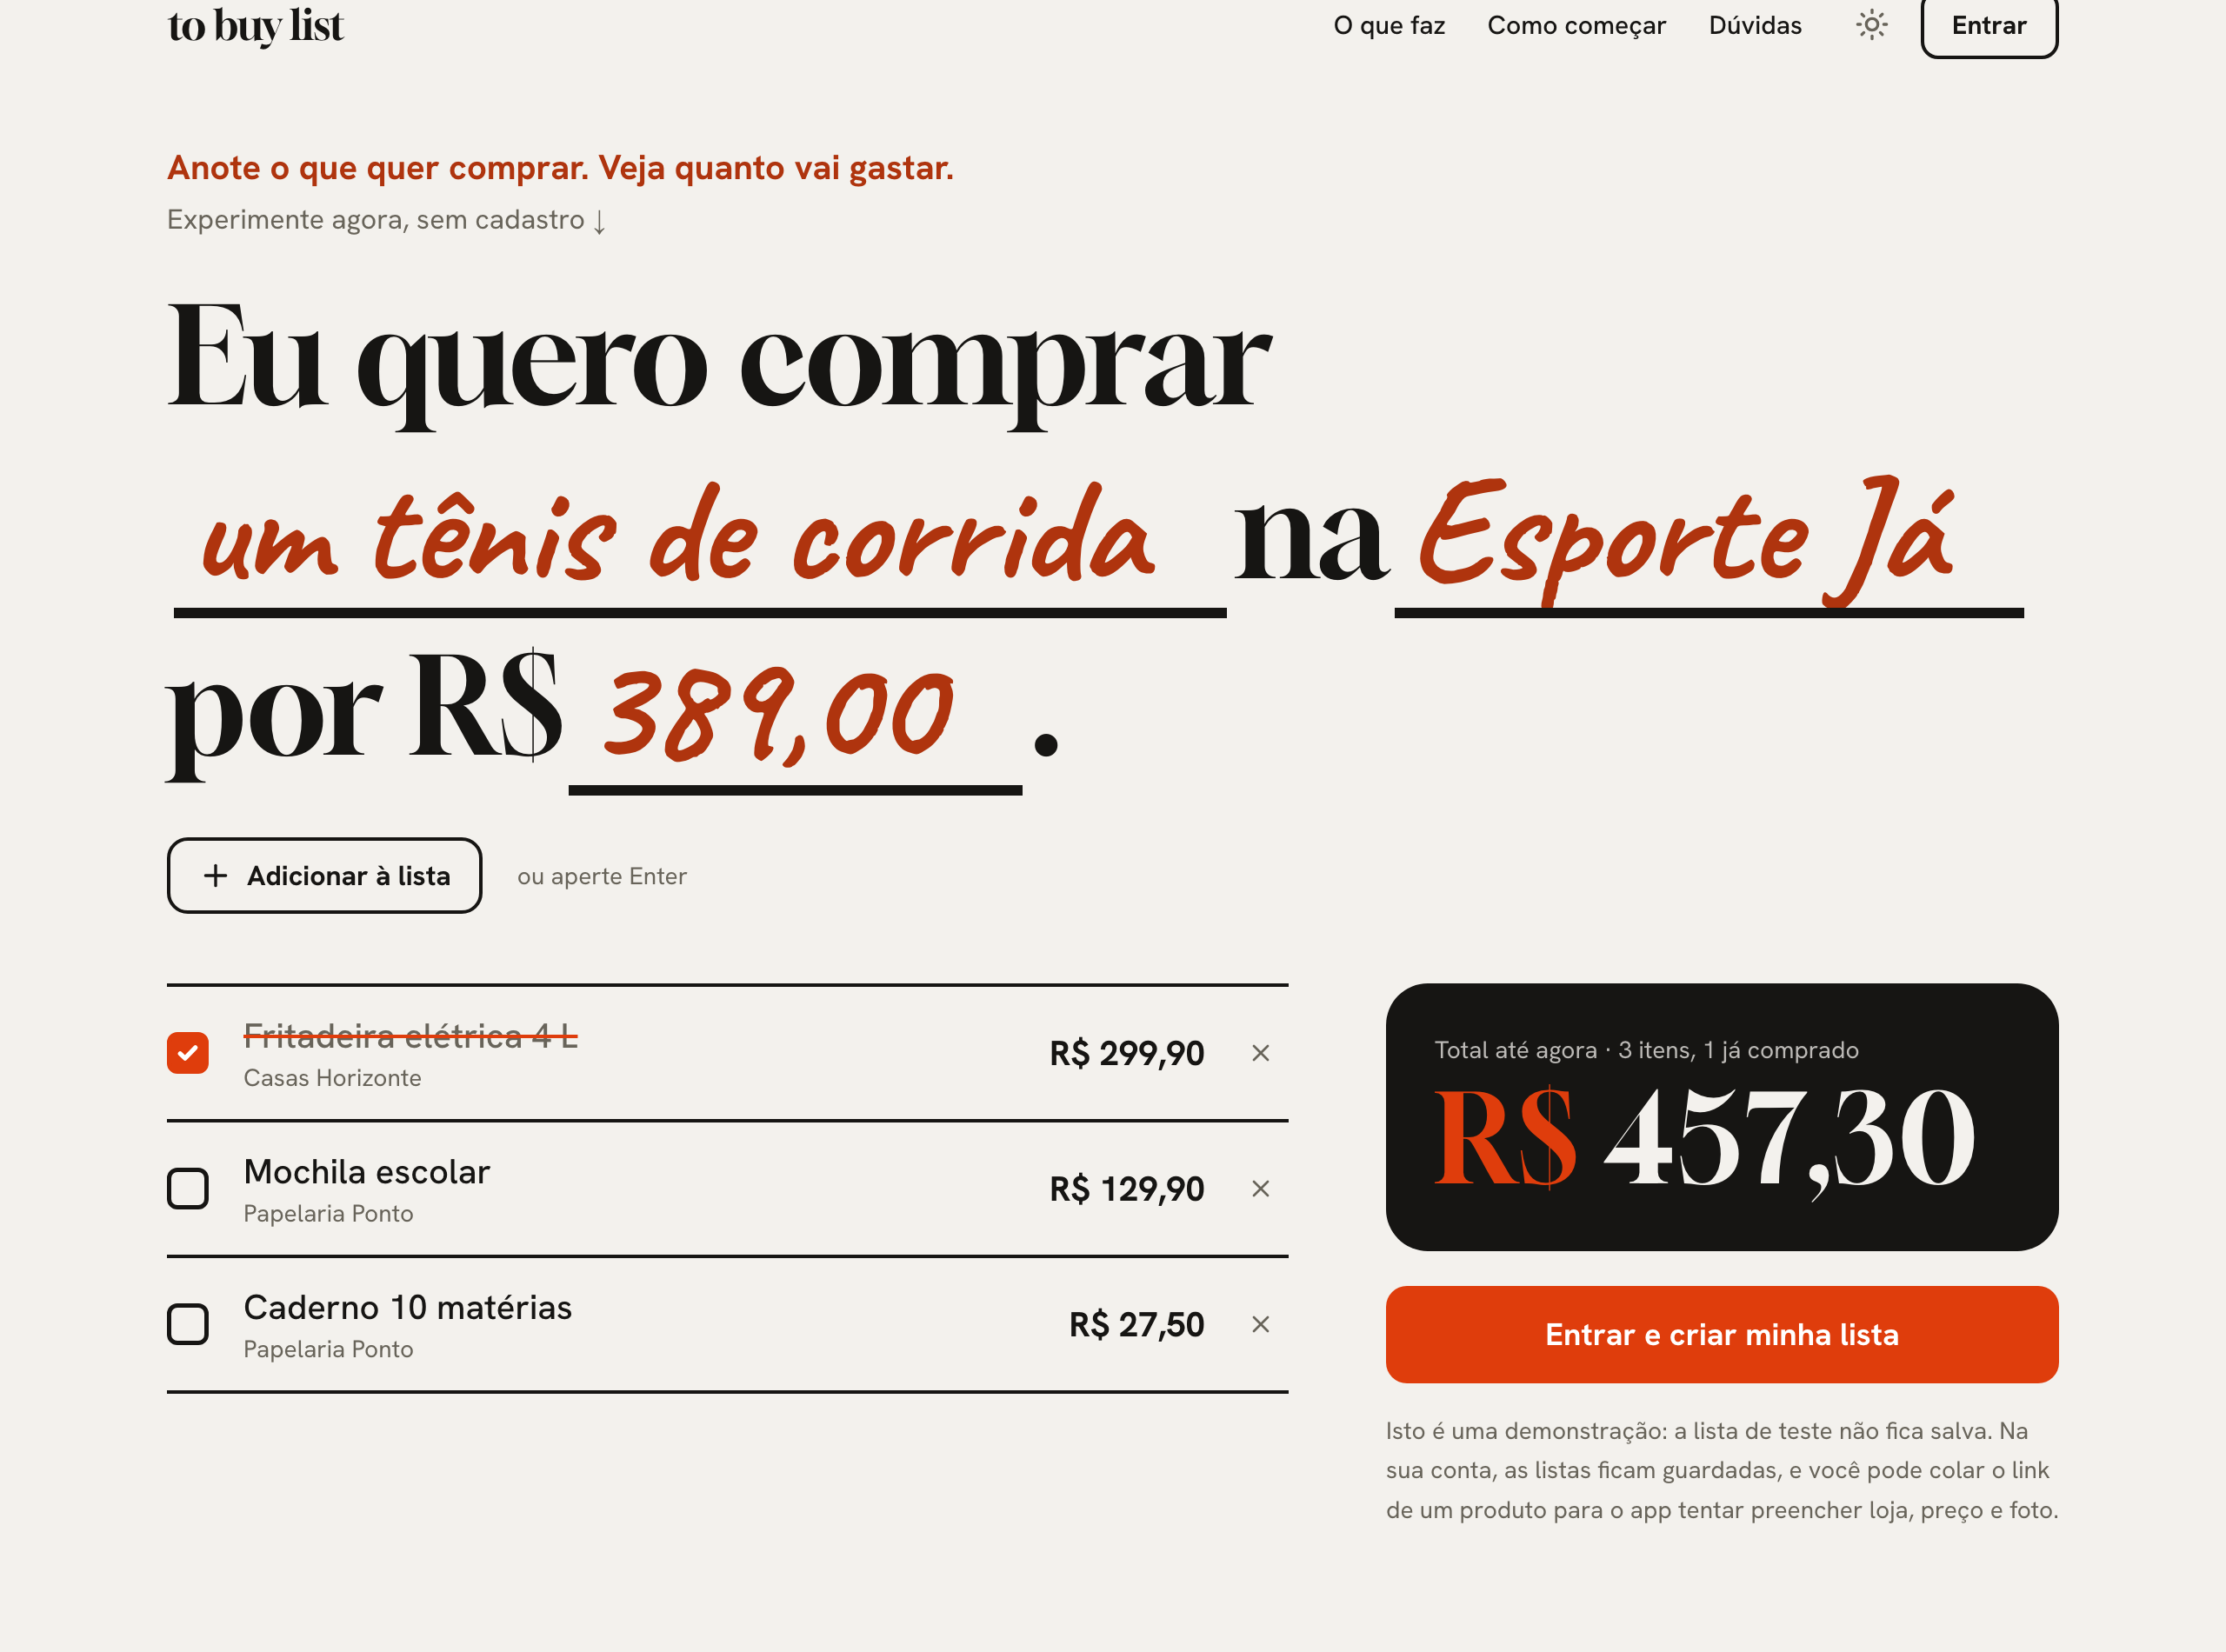 to buy list
O que faz Como começar Dúvidas Entrar
Anote o que quer comprar. Veja quanto vai gastar.
Experimente agora, sem cadastro ↓
Eu quero comprar
um tênis de corrida na Esporte Já
por R$ 389,00 .
+ Adicionar à lista ou aperte Enter
Fritadeira elétrica 4 L
Casas Horizonte
R$ 299,90 ×
Mochila escolar
Papelaria Ponto
R$ 129,90 ×
Caderno 10 matérias
Papelaria Ponto
R$ 27,50 ×
Total até agora · 3 itens, 1 já comprado
R$ 457,30
Entrar e criar minha lista
Isto é uma demonstração: a lista de teste não fica salva. Na
sua conta, as listas ficam guardadas, e você pode colar o link
de um produto para o app tentar preencher loja, preço e foto.